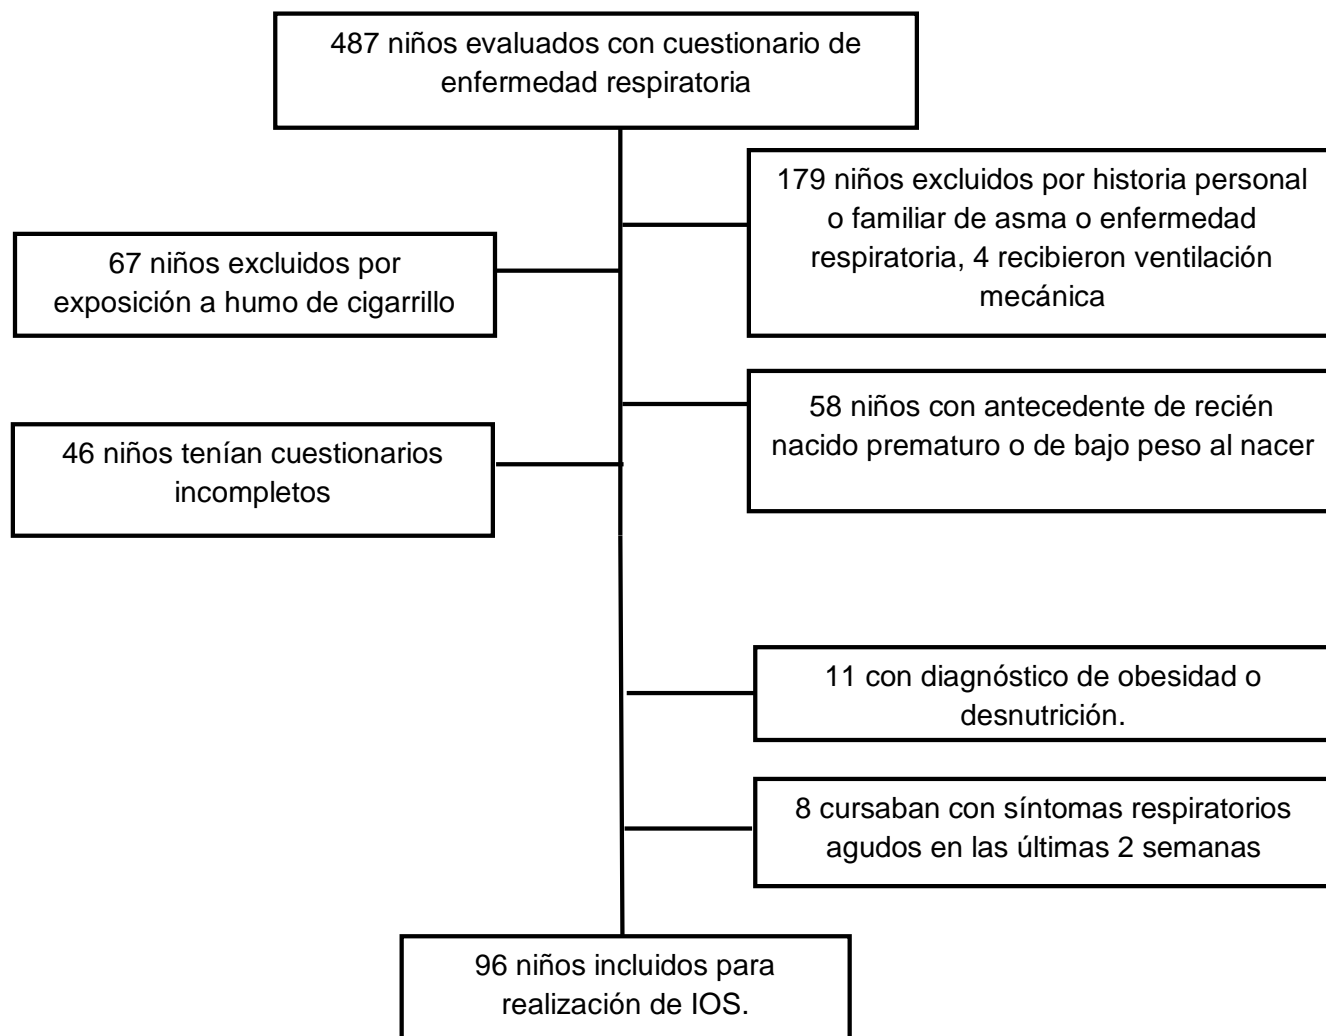 487 niños evaluados con cuestionario de
enfermedad respiratoria
179 niños excluidos por historia personal
o familiar de asma o enfermedad
respiratoria, 4 recibieron ventilación
mecánica
67 niños excluidos por
exposición a humo de cigarrillo
58 niños con antecedente de recién
nacido prematuro o de bajo peso al nacer
46 niños tenían cuestionarios
incompletos
11 con diagnóstico de obesidad o
desnutrición.
8 cursaban con síntomas respiratorios
agudos en las últimas 2 semanas
96 niños incluidos para
realización de IOS.